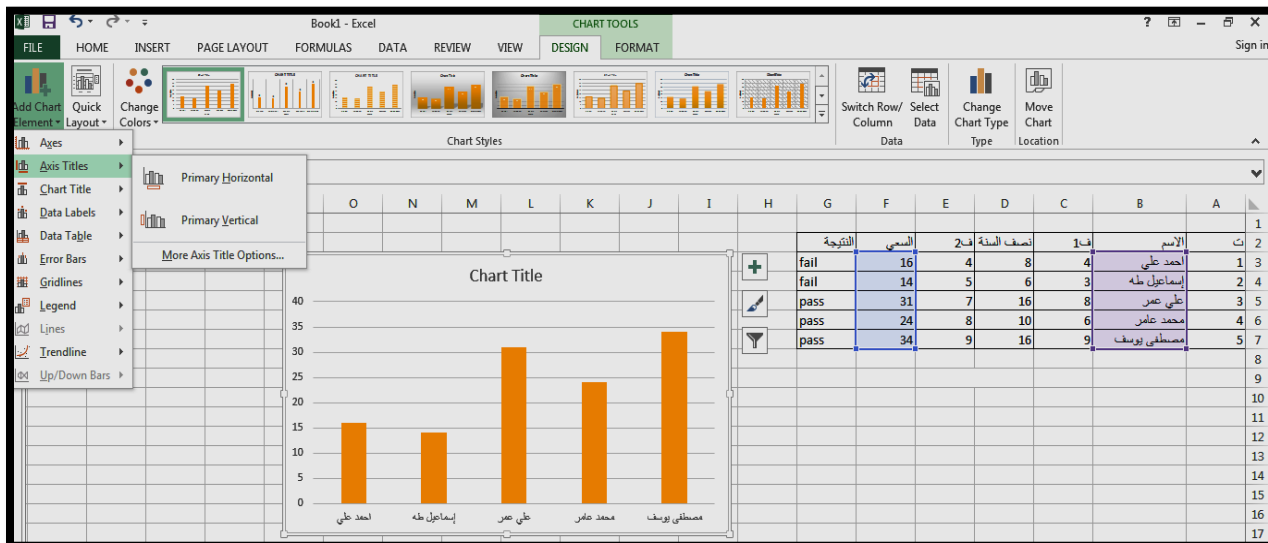 Book1 - Excel
CHART TOOLS
FILE HOME INSERT PAGE LAYOUT FORMULAS DATA REVIEW VIEW DESIGN FORMAT
Sign in
Add Chart Element
Quick Layout
Change Colors
Switch Row/ Column
Select Data
Change Chart Type
Move Chart
Chart Styles
Data
Type
Location
Axes
Axis Titles
Chart Title
Data Labels
Data Table
Error Bars
Gridlines
Legend
Lines
Trendline
Up/Down Bars
Primary Horizontal
Primary Vertical
More Axis Title Options...
O N M L K J I H G F E D C B A
1
2 ت الاسم ف1 نصف السنة ف2 السعي النتيجة
3 1 احمد علي 4 8 4 16 fail
4 2 إسماعيل طه 3 6 5 14 fail
5 3 علي عمر 8 16 7 31 pass
6 4 محمد عامر 6 10 8 24 pass
7 5 مصطفى يوسف 9 16 9 34 pass
8
9
10
11
12
13
14
15
16
17
Chart Title
40
35
30
25
20
15
10
5
0
احمد علي إسماعيل طه علي عمر محمد عامر مصطفى يوسف